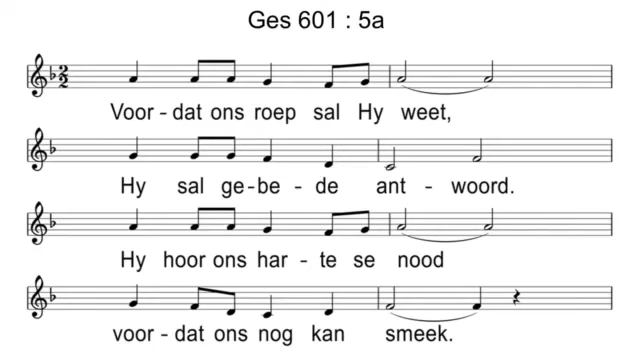 Ges 601 : 5a
Voor - dat ons roep sal Hy weet,
Hy sal ge - be - de ant - woord.
Hy hoor ons har - te se nood
voor - dat ons nog kan smeek.